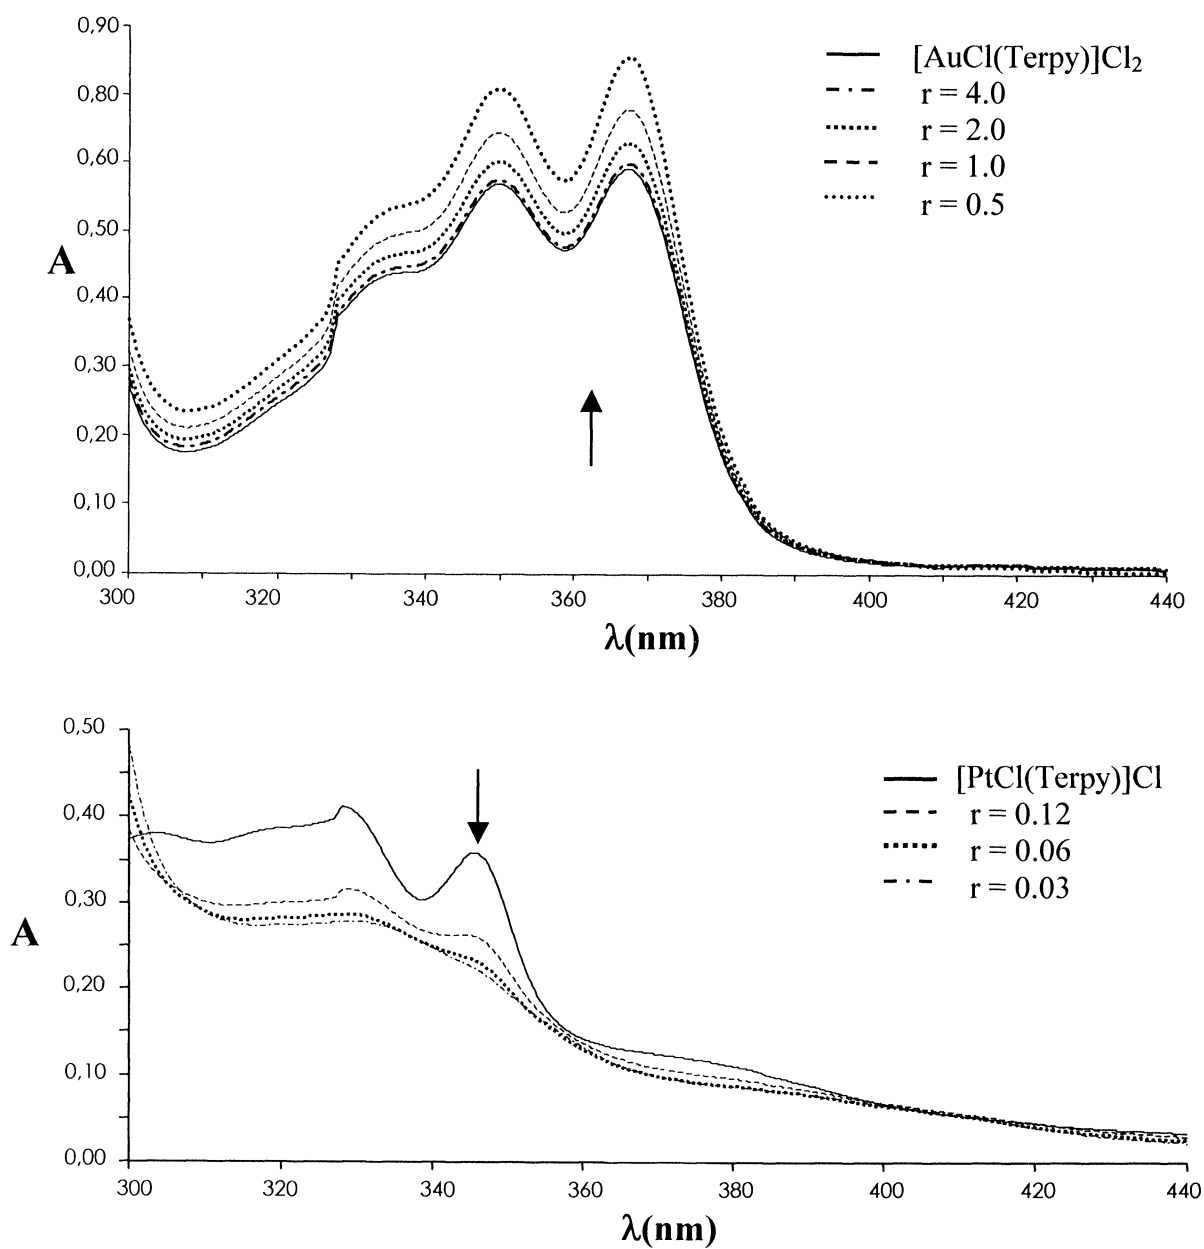 0,90
0,80
0,60
0,50
0,40
0,30
0,20
0,10
0,00
A
300 320 340 360 380 400 420 440
λ(nm)
[AuCl(Terpy)]Cl₂
r = 4.0
r = 2.0
r = 1.0
r = 0.5
0,50
0,40
0,30
0,20
0,10
0,00
A
300 320 340 360 380 400 420 440
λ(nm)
[PtCl(Terpy)]Cl
r = 0.12
r = 0.06
r = 0.03